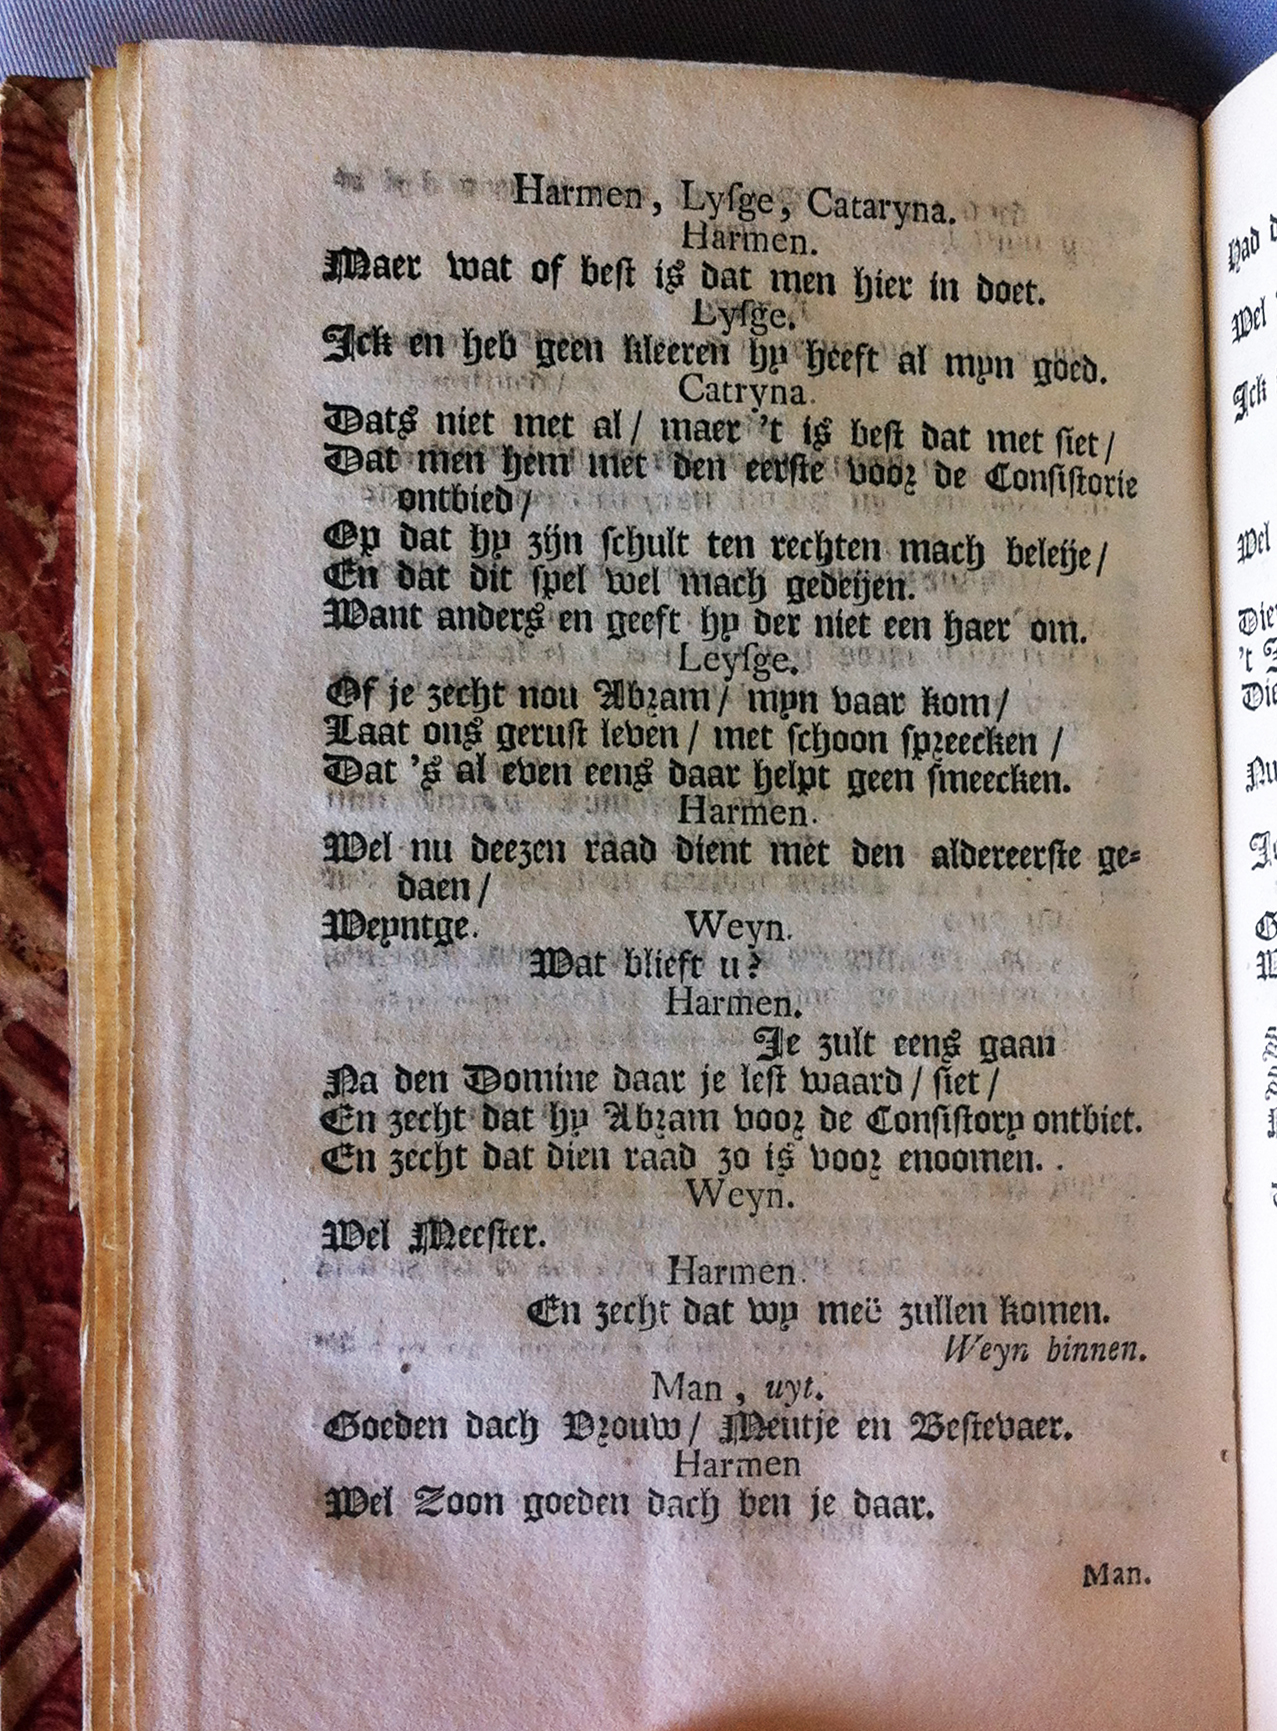 Harmen, Lyſge, Cataryna.
Harmen.
Maer wat of beſt is dat men hier in doet.
Lyſge.
Ick en heb geen kleeren hy heeft al myn goed.
Catryna.
Dats niet met al / maer 't is beſt dat met ſiet /
Dat men hem met den eerſte voor de Conſiſtorie
ontbied /
Op dat hy zijn ſchult ten rechten mach beleije /
En dat dit ſpel wel mach gedeijen.
Want anders en geeft hy der niet een haer om.
Leyſge.
Of je zecht nou Abram / myn vaar kom /
Laat ons geruſt leven / met ſchoon ſpreecken /
Dat 's al even eens daar helpt geen ſmeecken.
Harmen.
Wel nu deezen raad dient met den aldereerſte ge-
daen /
Weyntge. Weyn.
Wat blieft u?
Harmen.
Je zult eens gaan
Na den Domine daar je leſt waard / ſiet /
En zecht dat hy Abram voor de Conſiſtory ontbiet.
En zecht dat dien raad zo is voor enoomen. .
Weyn.
Wel Meeſter.
Harmen.
En zecht dat wy meë zullen komen.
Weyn binnen.
Man, uyt.
Goeden dach Vrouw / Meutje en Beſtevaer.
Harmen
Wel Zoon goeden dach ben je daar.
Man.
Had
Wel
Ick
Wel
't